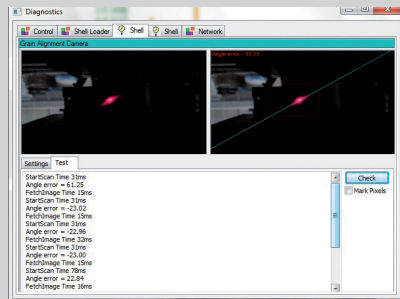 Diagnostics
Control
Shell Loader
Shell
Shell
Network
Grain Alignment Camera
Angle error = 61.25
Settings
Test
StartScan Time 31ms
Angle error = 61.25
FetchImage Time 15ms
StartScan Time 31ms
Angle error = -23.02
FetchImage Time 15ms
StartScan Time 31ms
Angle error = -22.96
FetchImage Time 32ms
StartScan Time 31ms
Angle error = -23.00
FetchImage Time 15ms
StartScan Time 78ms
Angle error = 22.84
FetchImage Time 16ms
Check
Mark Pixels